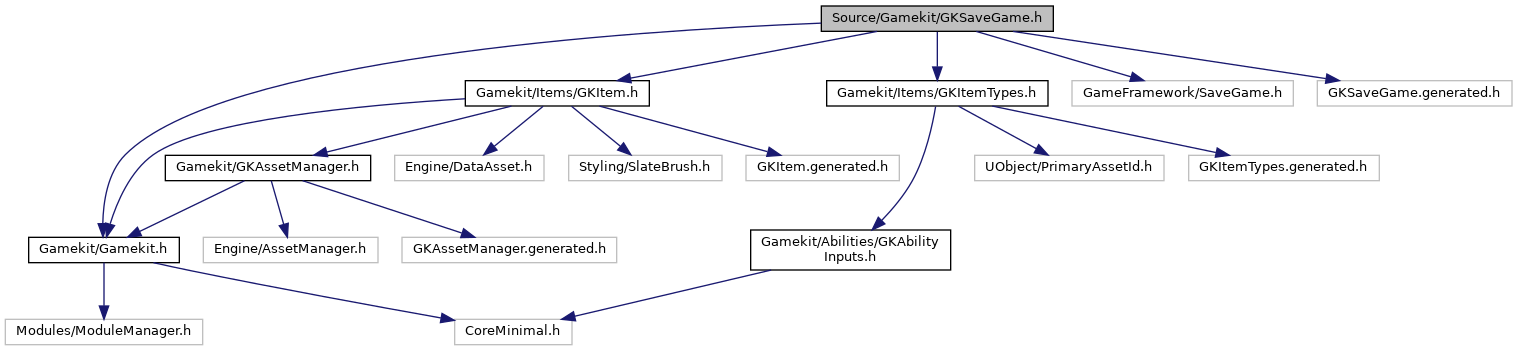 Source/Gamekit/GKSaveGame.h
Gamekit/Items/GKItem.h
Gamekit/Items/GKItemTypes.h
GameFramework/SaveGame.h
GKSaveGame.generated.h
Gamekit/GKAssetManager.h
Engine/DataAsset.h
Styling/SlateBrush.h
GKItem.generated.h
UObject/PrimaryAssetId.h
GKItemTypes.generated.h
Gamekit/Gamekit.h
Engine/AssetManager.h
GKAssetManager.generated.h
Gamekit/Abilities/GKAbility
Inputs.h
Modules/ModuleManager.h
CoreMinimal.h